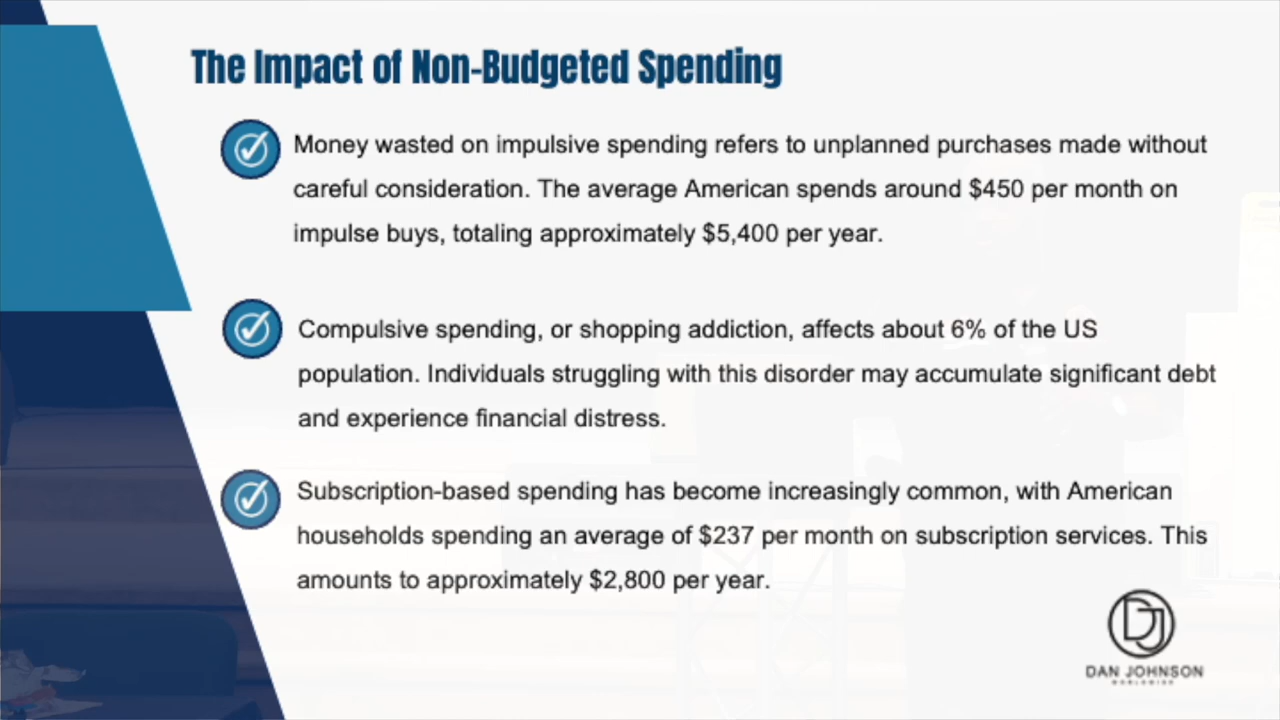 The Impact of Non-Budgeted Spending
Money wasted on impulsive spending refers to unplanned purchases made without
careful consideration. The average American spends around $450 per month on
impulse buys, totaling approximately $5,400 per year.
Compulsive spending, or shopping addiction, affects about 6% of the US
population. Individuals struggling with this disorder may accumulate significant debt
and experience financial distress.
Subscription-based spending has become increasingly common, with American
households spending an average of $237 per month on subscription services. This
amounts to approximately $2,800 per year.
DJ
DAN JOHNSON
WORLDWIDE